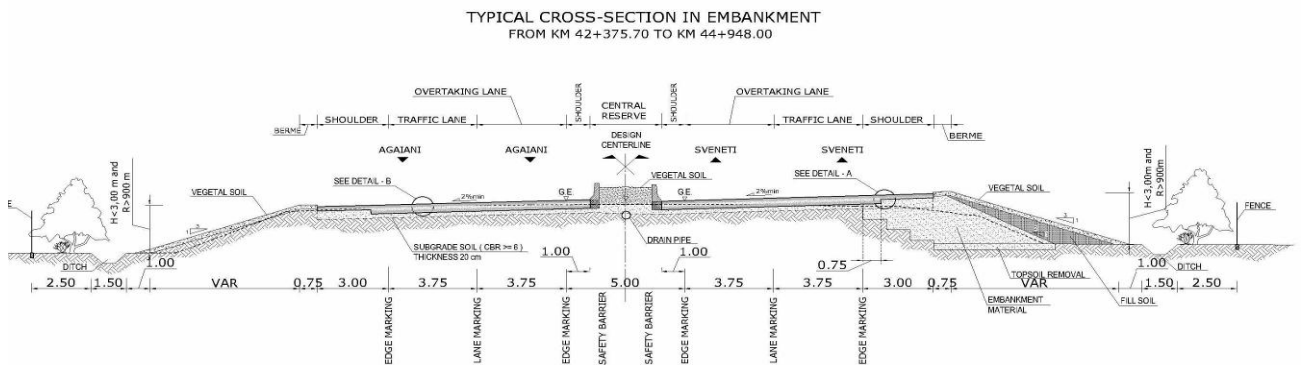 TYPICAL CROSS-SECTION IN EMBANKMENT
FROM KM 42+375.70 TO KM 44+948.00
OVERTAKING LANE
SHOULDER
CENTRAL
RESERVE
SHOULDER
OVERTAKING LANE
BERME
SHOULDER
TRAFFIC LANE
TRAFFIC LANE
SHOULDER
BERME
DESIGN
CENTERLINE
AGAIANI
AGAIANI
SVENETI
SVENETI
H<3,00 m and
R>900 m
VEGETAL SOIL
SEE DETAIL - B
2%min
G.E.
VEGETAL SOIL
G.E.
2%min
SEE DETAIL - A
VEGETAL SOIL
H<3,00m and
R>900m
FENCE
SUBGRADE SOIL ( CBR >= 6 )
THICKNESS 20 cm
DRAIN PIPE
DITCH
1.00
1.00
1.00
0.75
TOPSOIL REMOVAL
1.00
DITCH
2.50
1.50
VAR
0.75
3.00
3.75
3.75
5.00
3.75
3.75
3.00
0.75
VAR
1.50
2.50
EMBANKMENT
MATERIAL
FILL SOIL
EDGE MARKING
LANE MARKING
EDGE MARKING
SAFETY BARRIER
SAFETY BARRIER
EDGE MARKING
LANE MARKING
EDGE MARKING